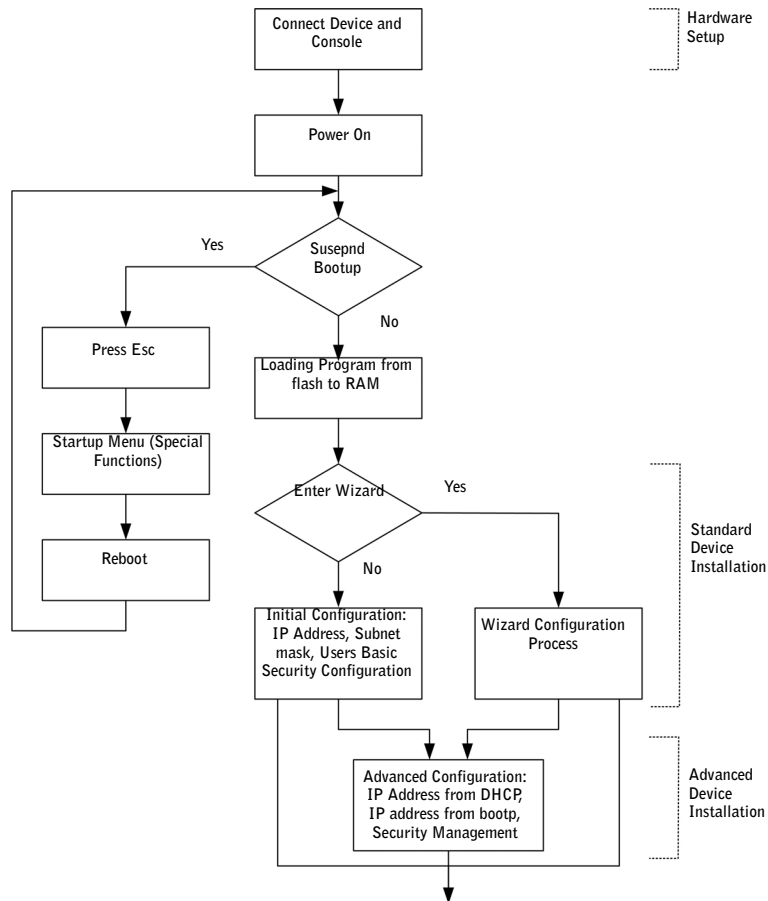 Connect Device and
Console
Hardware
Setup
Power On
Yes
Susepnd
Bootup
No
Press Esc
Loading Program from
flash to RAM
Startup Menu (Special
Functions)
Enter Wizard
Yes
Standard
Device
Installation
Reboot
No
Initial Configuration:
IP Address, Subnet
mask, Users Basic
Security Configuration
Wizard Configuration
Process
Advanced Configuration:
IP Address from DHCP,
IP address from bootp,
Security Management
Advanced
Device
Installation